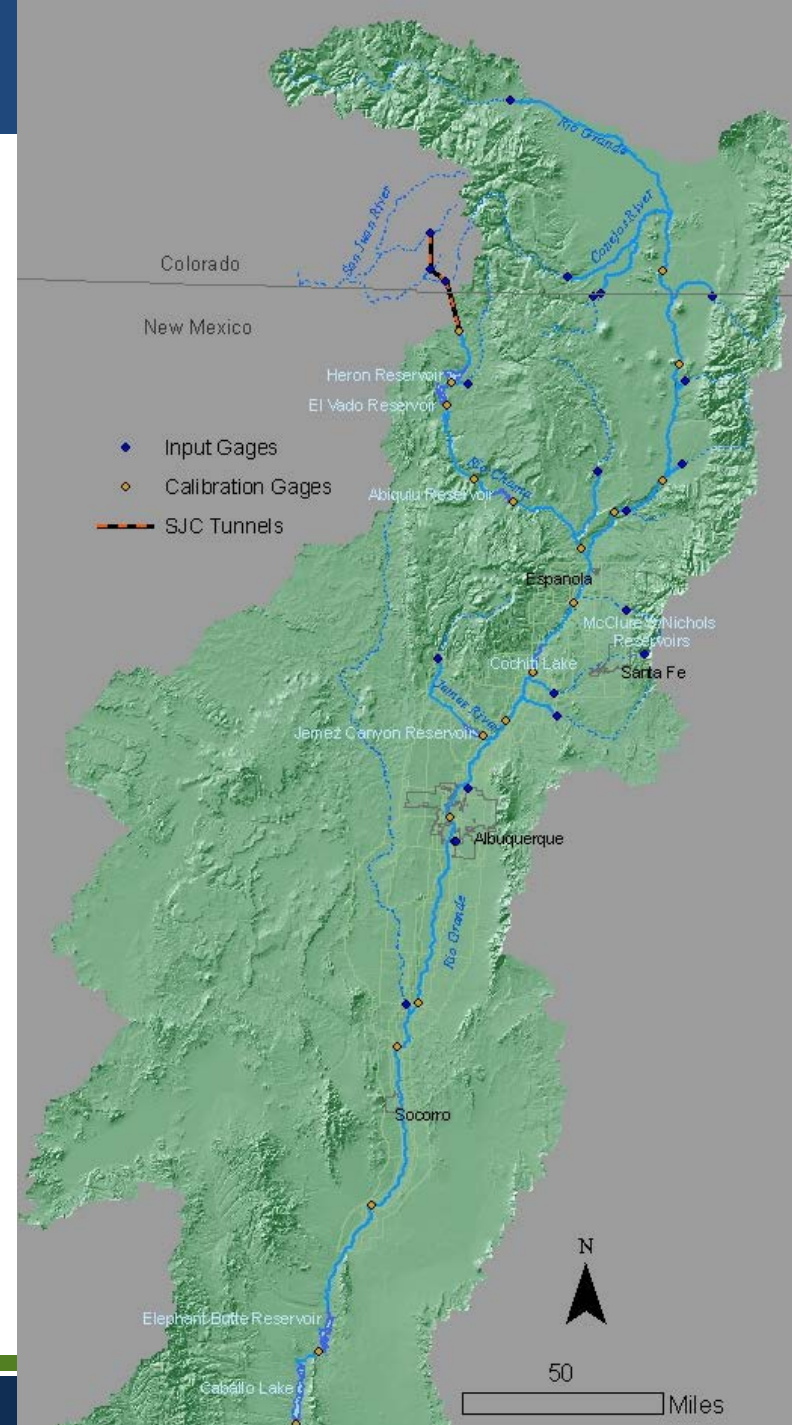 Rio Grande
San Juan River
Conejos River
Colorado
New Mexico
Heron Reservoir
El Vado Reservoir
Input Gages
Calibration Gages
SJC Tunnels
Rio Chama
Abiquiu Reservoir
Espanola
McClure & Nichols
Reservoirs
Cochiti Lake
Santa Fe
Jemez River
Jemez Canyon Reservoir
Albuquerque
Rio Grande
Socorro
N
Elephant Butte Reservoir
Caballo Lake
50
Miles